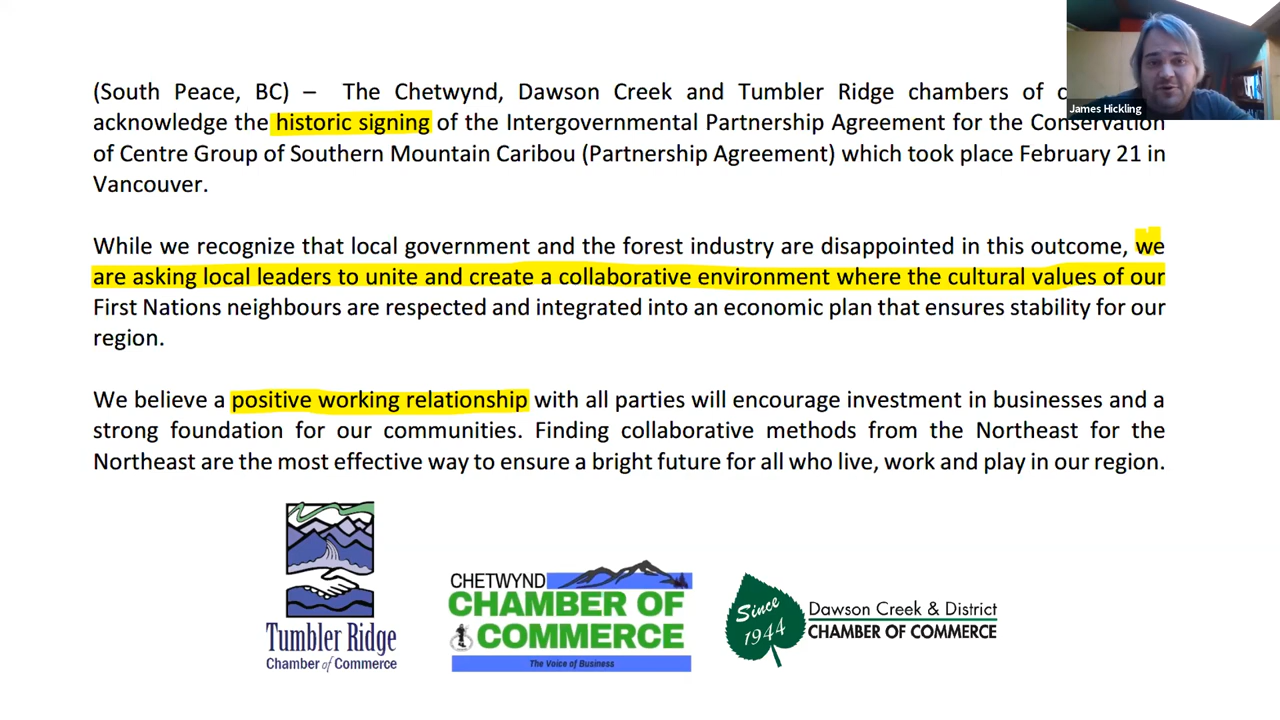 (South Peace, BC) – The Chetwynd, Dawson Creek and Tumbler Ridge chambers of
James Hickling
acknowledge the historic signing of the Intergovernmental Partnership Agreement for the Conservation
of Centre Group of Southern Mountain Caribou (Partnership Agreement) which took place February 21 in
Vancouver.
While we recognize that local government and the forest industry are disappointed in this outcome, we
are asking local leaders to unite and create a collaborative environment where the cultural values of our
First Nations neighbours are respected and integrated into an economic plan that ensures stability for our
region.
We believe a positive working relationship with all parties will encourage investment in businesses and a
strong foundation for our communities. Finding collaborative methods from the Northeast for the
Northeast are the most effective way to ensure a bright future for all who live, work and play in our region.
Tumbler Ridge
Chamber of Commerce
CHETWYND
CHAMBER OF
COMMERCE
The Voice of Business
Since
1944
Dawson Creek & District
CHAMBER OF COMMERCE